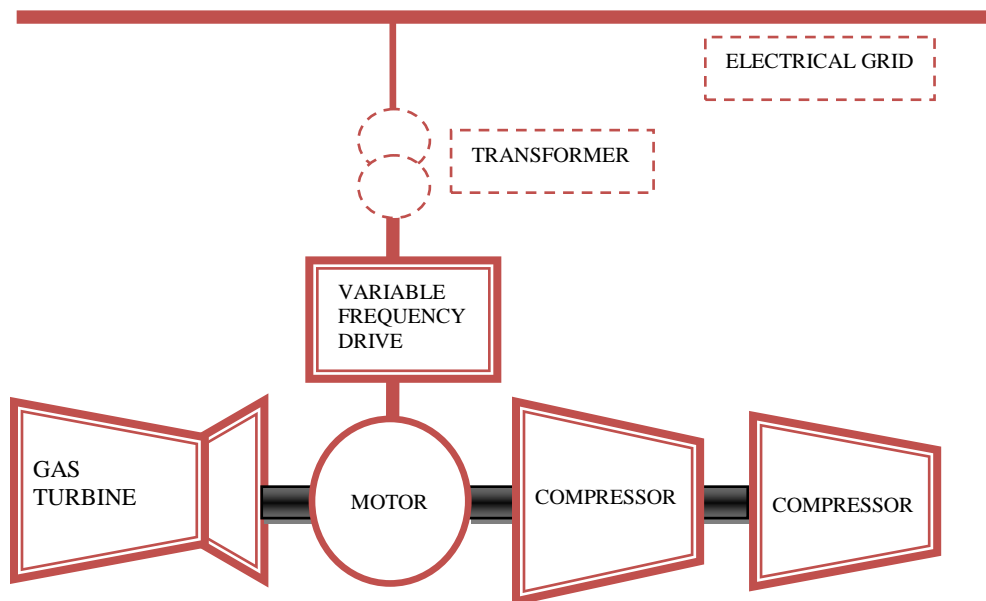 ELECTRICAL GRID
TRANSFORMER
VARIABLE
FREQUENCY
DRIVE
GAS
TURBINE
MOTOR
COMPRESSOR
COMPRESSOR